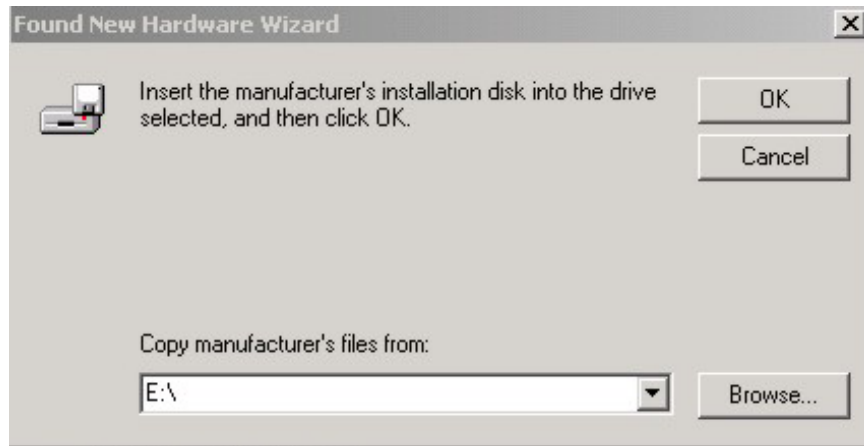 Found New Hardware Wizard
Insert the manufacturer's installation disk into the drive
selected, and then click OK.
OK
Cancel
Copy manufacturer's files from:
E:\
Browse...